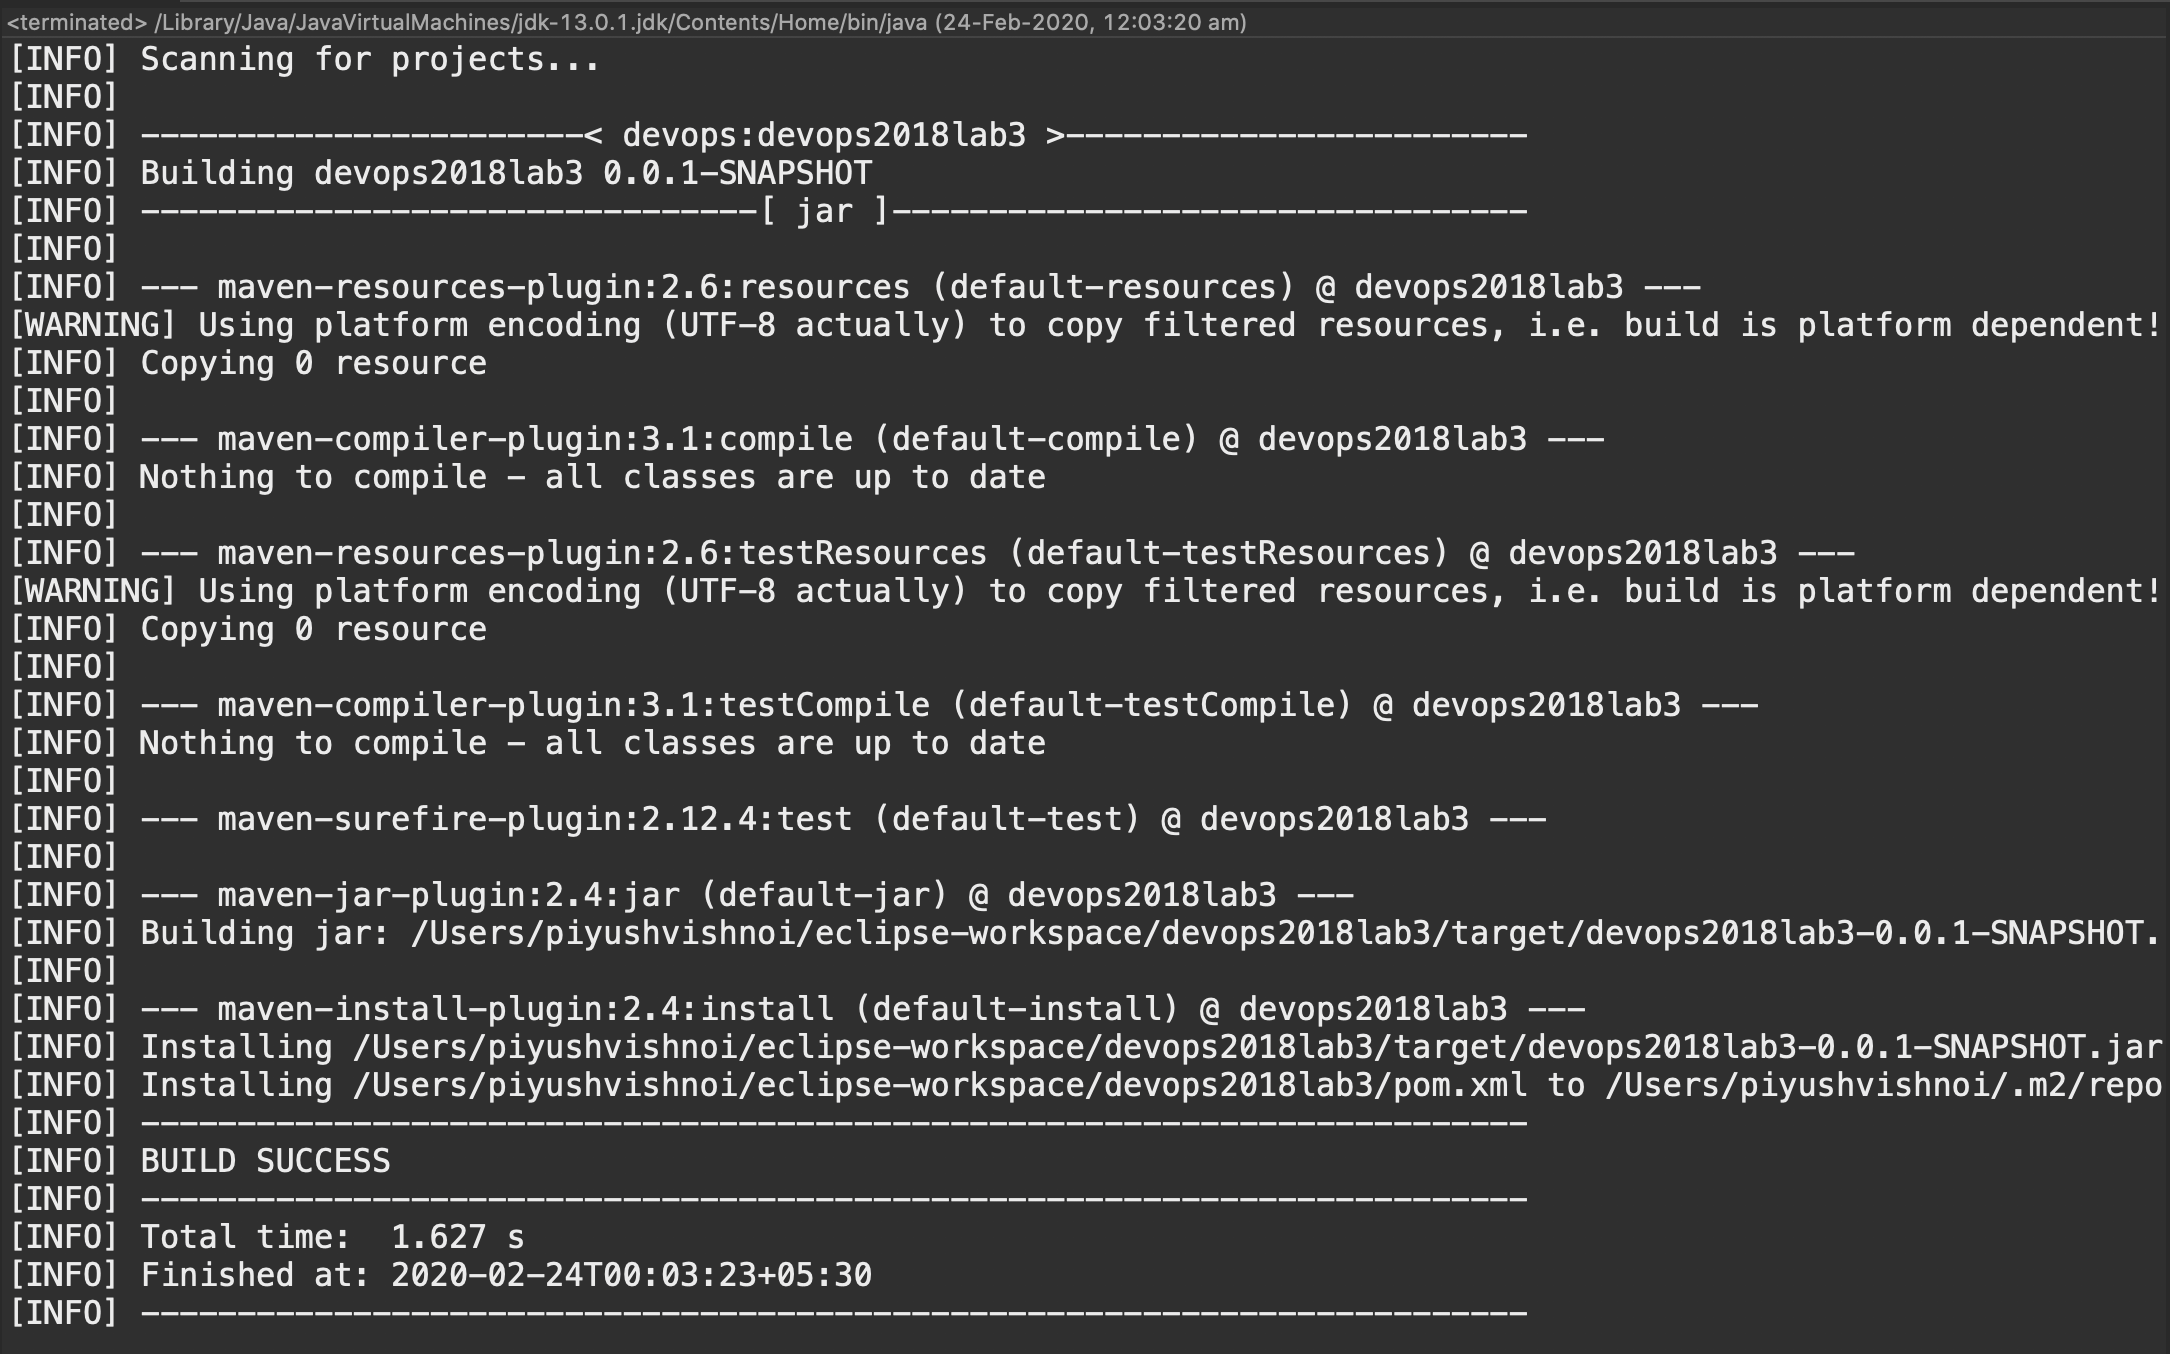 <terminated> /Library/Java/JavaVirtualMachines/jdk-13.0.1.jdk/Contents/Home/bin/java (24-Feb-2020, 12:03:20 am)
[INFO] Scanning for projects...
[INFO]
[INFO] -----------------------< devops:devops2018lab3 >------------------------
[INFO] Building devops2018lab3 0.0.1-SNAPSHOT
[INFO] --------------------------------[ jar ]---------------------------------
[INFO]
[INFO] --- maven-resources-plugin:2.6:resources (default-resources) @ devops2018lab3 ---
[WARNING] Using platform encoding (UTF-8 actually) to copy filtered resources, i.e. build is platform dependent!
[INFO] Copying 0 resource
[INFO]
[INFO] --- maven-compiler-plugin:3.1:compile (default-compile) @ devops2018lab3 ---
[INFO] Nothing to compile - all classes are up to date
[INFO]
[INFO] --- maven-resources-plugin:2.6:testResources (default-testResources) @ devops2018lab3 ---
[WARNING] Using platform encoding (UTF-8 actually) to copy filtered resources, i.e. build is platform dependent!
[INFO] Copying 0 resource
[INFO]
[INFO] --- maven-compiler-plugin:3.1:testCompile (default-testCompile) @ devops2018lab3 ---
[INFO] Nothing to compile - all classes are up to date
[INFO]
[INFO] --- maven-surefire-plugin:2.12.4:test (default-test) @ devops2018lab3 ---
[INFO]
[INFO] --- maven-jar-plugin:2.4:jar (default-jar) @ devops2018lab3 ---
[INFO] Building jar: /Users/piyushvishnoi/eclipse-workspace/devops2018lab3/target/devops2018lab3-0.0.1-SNAPSHOT.
[INFO]
[INFO] --- maven-install-plugin:2.4:install (default-install) @ devops2018lab3 ---
[INFO] Installing /Users/piyushvishnoi/eclipse-workspace/devops2018lab3/target/devops2018lab3-0.0.1-SNAPSHOT.jar
[INFO] Installing /Users/piyushvishnoi/eclipse-workspace/devops2018lab3/pom.xml to /Users/piyushvishnoi/.m2/repo
[INFO] ------------------------------------------------------------------------
[INFO] BUILD SUCCESS
[INFO] ------------------------------------------------------------------------
[INFO] Total time:  1.627 s
[INFO] Finished at: 2020-02-24T00:03:23+05:30
[INFO] ------------------------------------------------------------------------